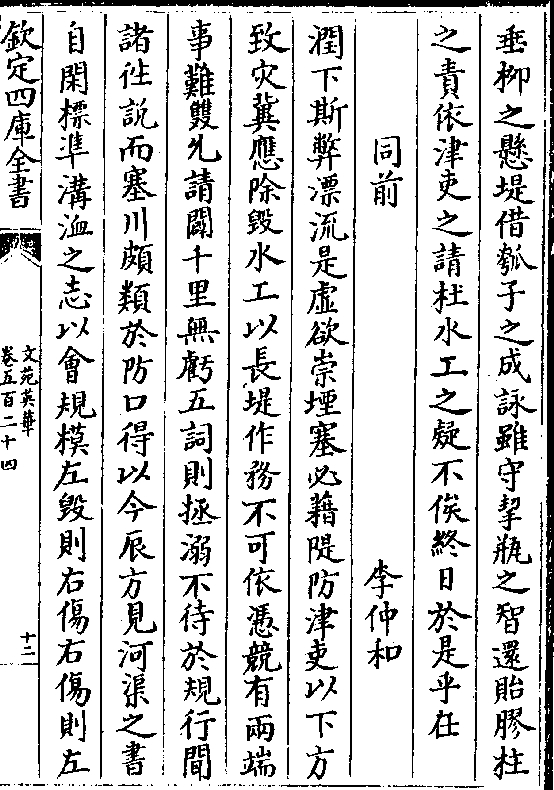 垂柳之懸堤借瓠子之成詠雖守挈瓶之智還貽膠柱
之責依津吏之請杜水工之疑不俟終日於是乎在
同前　李仲和
潤下斯弊漂流是虛欲崇堙塞必藉隄防津吏以下方
致灾冀應除毀水工以長堤作務不可依憑競有兩端
事難雙允請闢千里無虧五詞則拯溺不待於規行聞
諸徃說而塞川頗類於防口得以今辰方見河渠之書
自閑標準溝洫之志以會規模左毀則右傷右傷則左
欽定四庫全書
文苑英華
卷五百二十四
十二